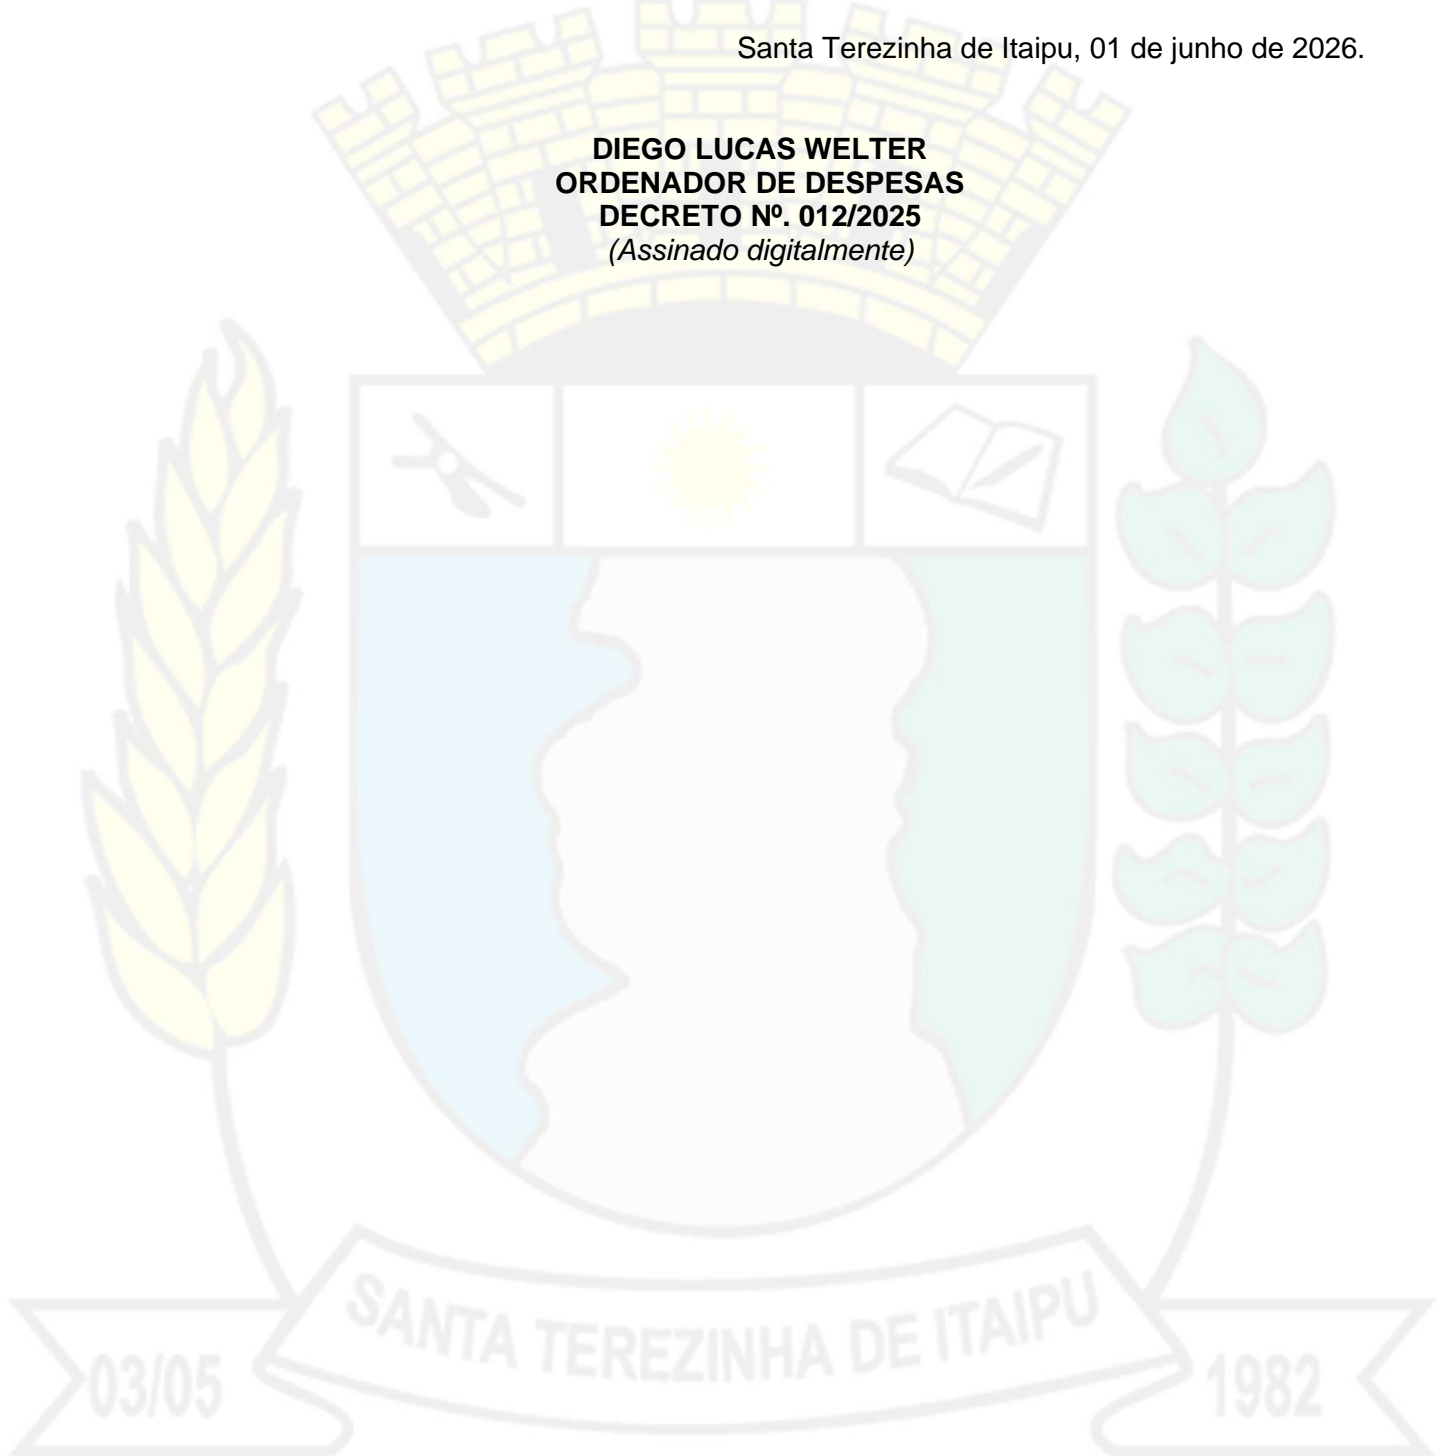 Santa Terezinha de Itaipu, 01 de junho de 2026.
DIEGO LUCAS WELTER
ORDENADOR DE DESPESAS
DECRETO Nº. 012/2025
(Assinado digitalmente)
SANTA TEREZINHA DE ITAIPU
03/05
1982